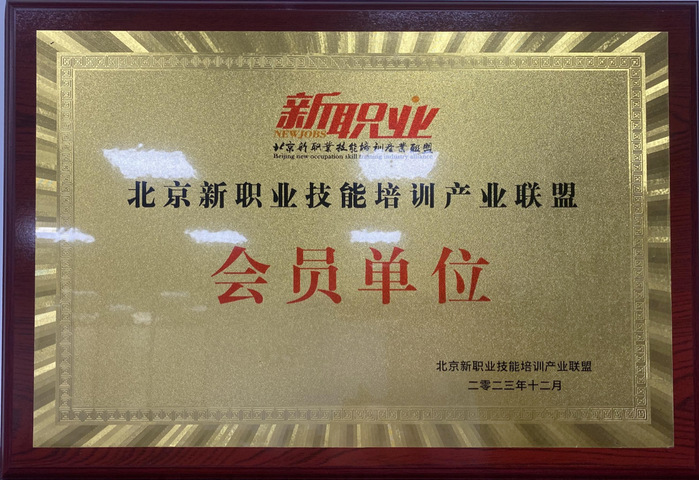 新职业
NEWJOBS
北京新职业技能培训产业联盟
Beijing new occupation skill training industry alliance
北京新职业技能培训产业联盟
会员单位
北京新职业技能培训产业联盟
二零二三年十二月